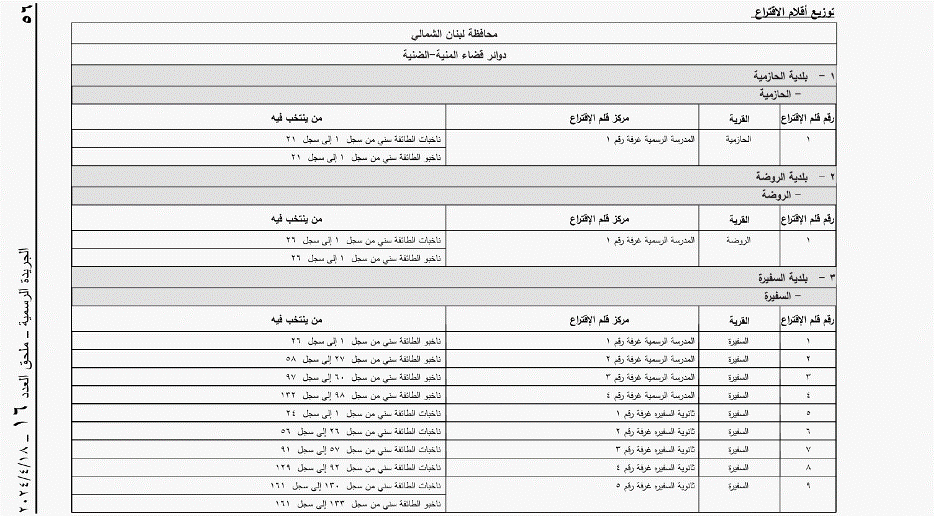 توزيع أقلام الاقتراع
محافظة لبنان الشمالي
دوائر قضاء المنية-الضنية
١ - بلدية الحازمية
- الحازمية
رقم قلم الإقتراع القرية مركز قلم الإقتراع من ينتخب فيه
١ الحازمية المدرسة الرسمية غرفة رقم ١ ناخبات الطائفة سني من سجل ١ إلى سجل ٢١
ناخبو الطائفة سني من سجل ١ إلى سجل ٢١
٢ - بلدية الروضة
- الروضة
رقم قلم الإقتراع القرية مركز قلم الإقتراع من ينتخب فيه
١ الروضة المدرسة الرسمية غرفة رقم ١ ناخبات الطائفة سني من سجل ١ إلى سجل ٢٦
ناخبو الطائفة سني من سجل ١ إلى سجل ٢٦
٣ - بلدية السفيرة
- السفيرة
رقم قلم الإقتراع القرية مركز قلم الإقتراع من ينتخب فيه
١ السفيرة المدرسة الرسمية غرفة رقم ١ ناخبو الطائفة سني من سجل ١ إلى سجل ٢٦
٢ السفيرة المدرسة الرسمية غرفة رقم ٢ ناخبو الطائفة سني من سجل ٢٧ إلى سجل ٥٨
٣ السفيرة المدرسة الرسمية غرفة رقم ٣ ناخبو الطائفة سني من سجل ٦٠ إلى سجل ٩٧
٤ السفيرة المدرسة الرسمية غرفة رقم ٤ ناخبو الطائفة سني من سجل ٩٨ إلى سجل ١٣٢
٥ السفيرة ثانوية السفيره غرفة رقم ١ ناخبات الطائفة سني من سجل ١ إلى سجل ٢٤
٦ السفيرة ثانوية السفيره غرفة رقم ٢ ناخبات الطائفة سني من سجل ٢٦ إلى سجل ٥٦
٧ السفيرة ثانوية السفيره غرفة رقم ٣ ناخبات الطائفة سني من سجل ٥٧ إلى سجل ٩١
٨ السفيرة ثانوية السفيره غرفة رقم ٤ ناخبات الطائفة سني من سجل ٩٢ إلى سجل ١٢٩
٩ السفيرة ثانوية السفيره غرفة رقم ٥ ناخبات الطائفة سني من سجل ١٣٠ إلى سجل ١٦١
ناخبو الطائفة سني من سجل ١٣٣ إلى سجل ١٦١
٥٦
الجريدة الرسمية - ملحق العدد ١٦ - ٢٠٢٤/٤/١٨